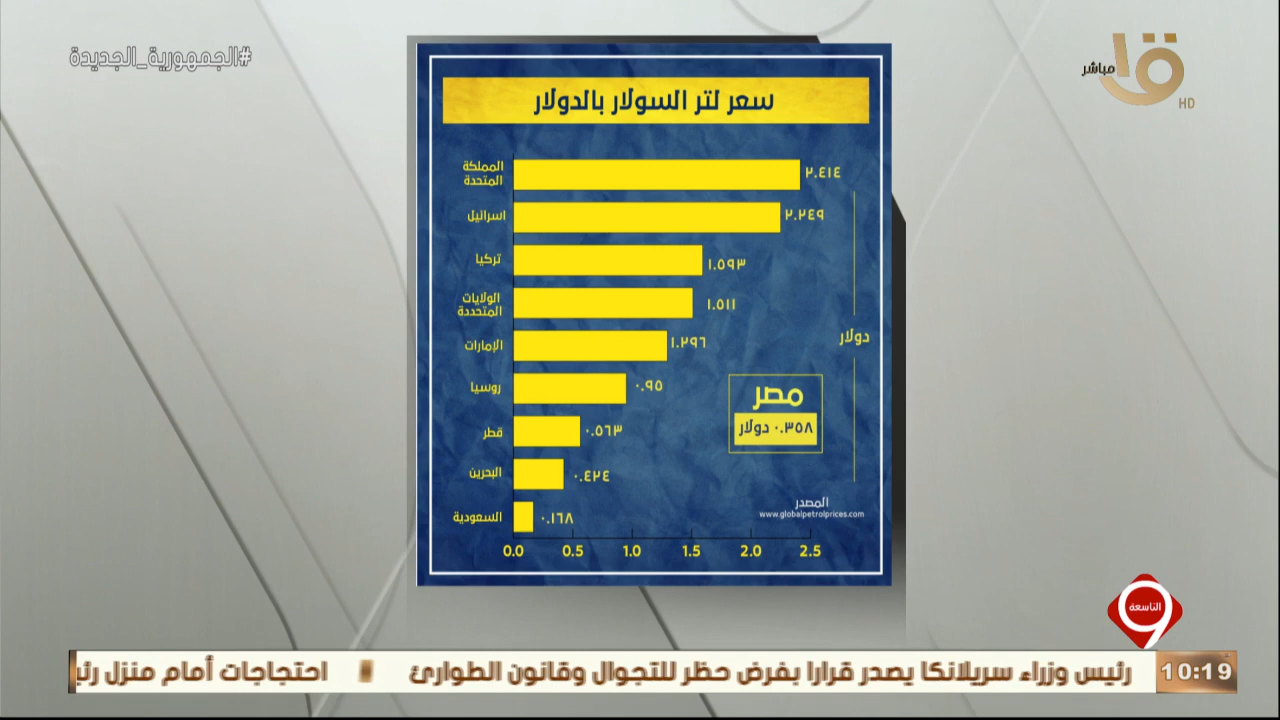 #الجمهورية_الجديدة
مباشر
HD
سعر لتر السولار بالدولار
المملكة
المتحدة
٢.٤١٤
اسرائيل
٢.٢٤٩
تركيا
١.٥٩٣
الولايات
المتحددة
١.٥١١
الإمارات
١.٢٩٦
روسيا
٠.٩٥
قطر
٠.٥٦٣
البحرين
٠.٤٢٤
السعودية
٠.١٦٨
0.0 0.5 1.0 1.5 2.0 2.5
دولار
مصر
٠.٣٥٨ دولار
المصدر
www.globalpetrolprices.com
التاسعة
9
10:19
رئيس وزراء سريلانكا يصدر قرارا بفرض حظر للتجوال وقانون الطوارئ
احتجاجات أمام منزل